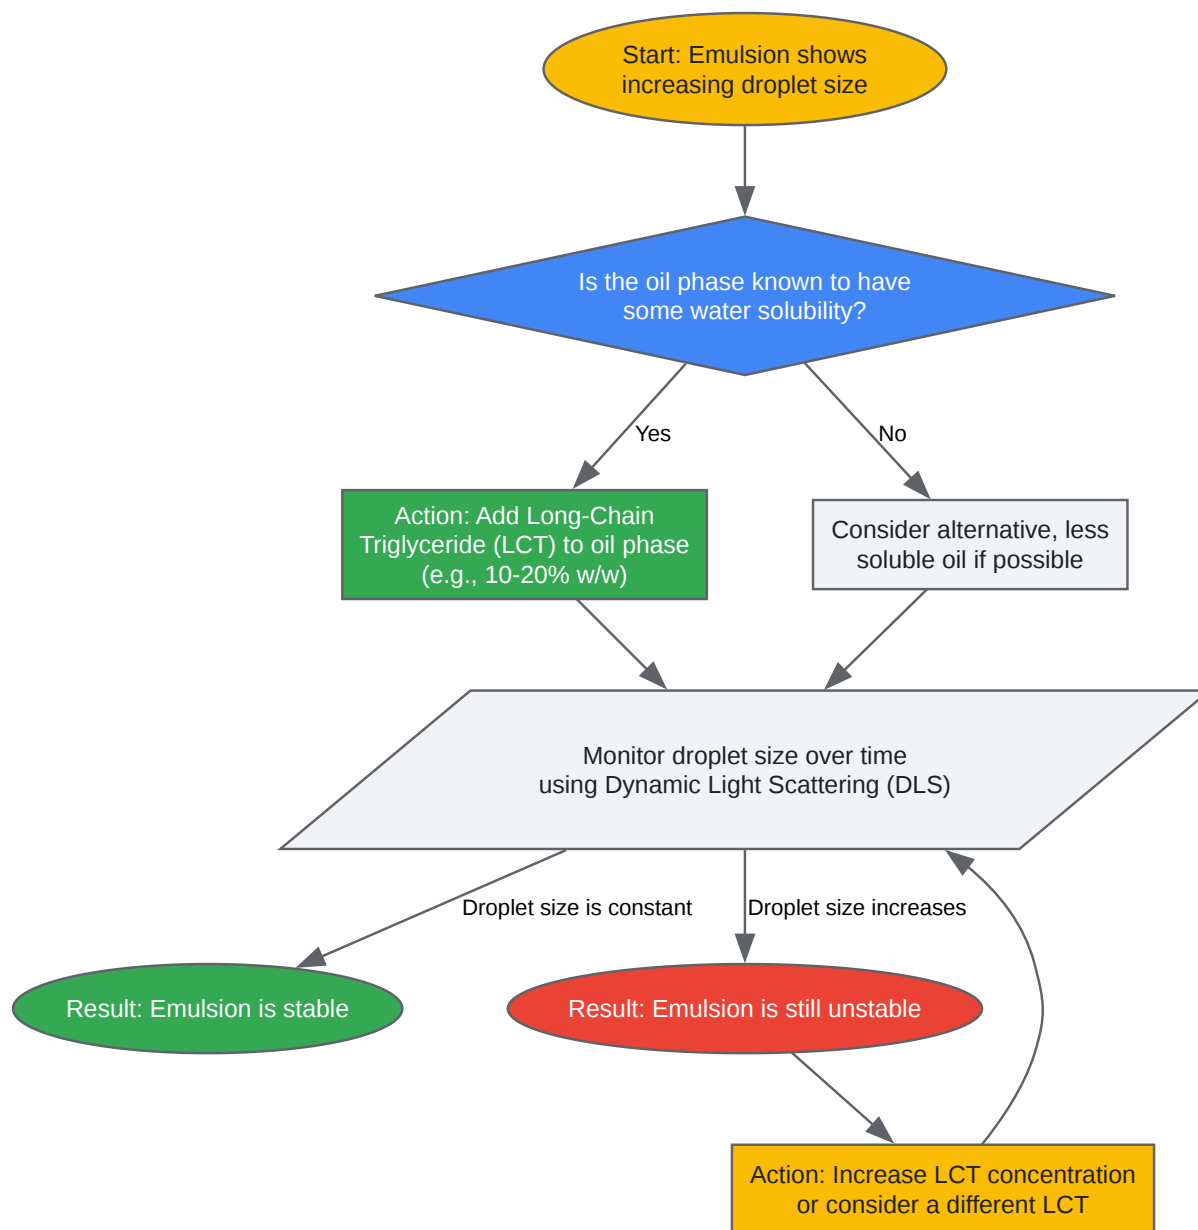 Start: Emulsion shows
increasing droplet size
Is the oil phase known to have
some water solubility?
Yes
No
Action: Add Long-Chain
Triglyceride (LCT) to oil phase
(e.g., 10-20% w/w)
Consider alternative, less
soluble oil if possible
Monitor droplet size over time
using Dynamic Light Scattering (DLS)
Droplet size is constant
Droplet size increases
Result: Emulsion is stable
Result: Emulsion is still unstable
Action: Increase LCT concentration
or consider a different LCT